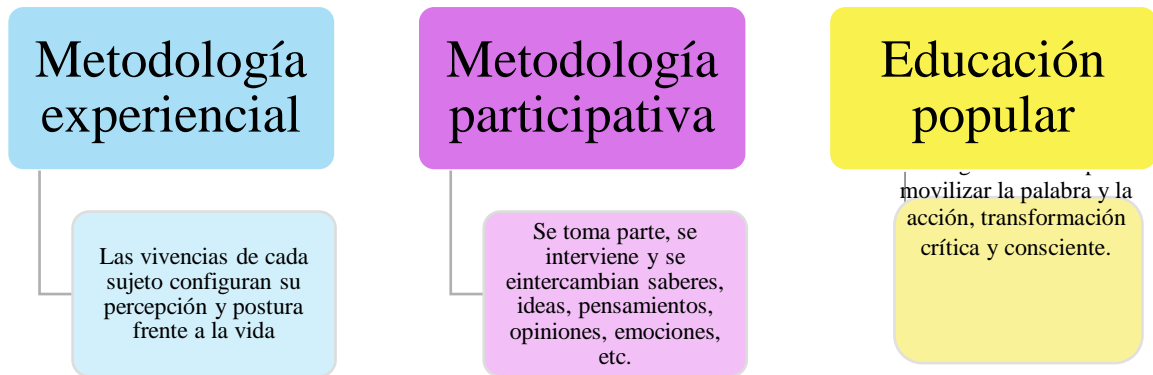 Metodología
experiencial
Las vivencias de cada
sujeto configuran su
percepción y postura
frente a la vida
Metodología
participativa
Se toma parte, se
interviene y se
eintercambian saberes,
ideas, pensamientos,
opiniones, emociones,
etc.
Educación
popular
movilizar la palabra y la
acción, transformación
crítica y consciente.